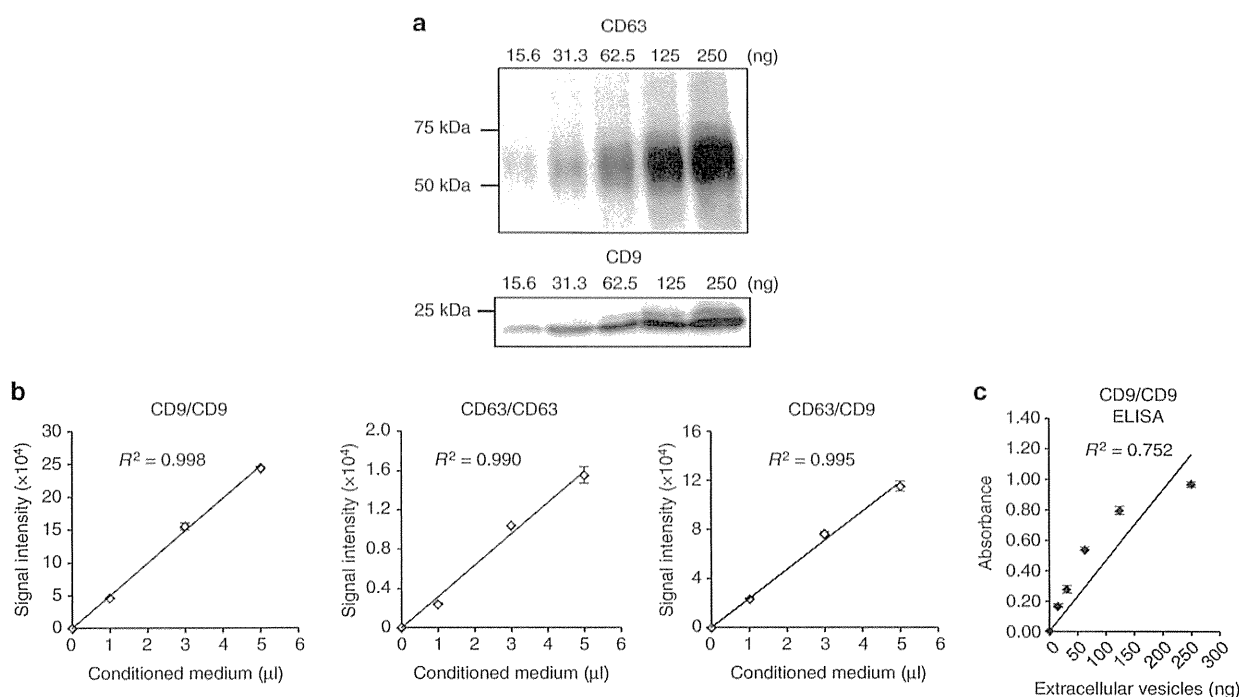 a
CD63
15.6 31.3 62.5 125 250 (ng)
75 kDa
50 kDa
CD9
15.6 31.3 62.5 125 250 (ng)
25 kDa
b
CD9/CD9
R² = 0.998
Signal intensity (×10⁴)
30
25
20
15
10
5
0
0 1 2 3 4 5 6
Conditioned medium (μl)
CD63/CD63
R² = 0.990
Signal intensity (×10⁴)
2.0
1.6
1.2
0.8
0.4
0
0 1 2 3 4 5 6
Conditioned medium (μl)
CD63/CD9
R² = 0.995
Signal intensity (×10⁴)
16
12
8
4
0
0 1 2 3 4 5 6
Conditioned medium (μl)
c
CD9/CD9
ELISA
R² = 0.752
Absorbance
1.40
1.20
1.00
0.80
0.60
0.40
0.20
0.00
0 50 100 150 200 250 300
Extracellular vesicles (ng)